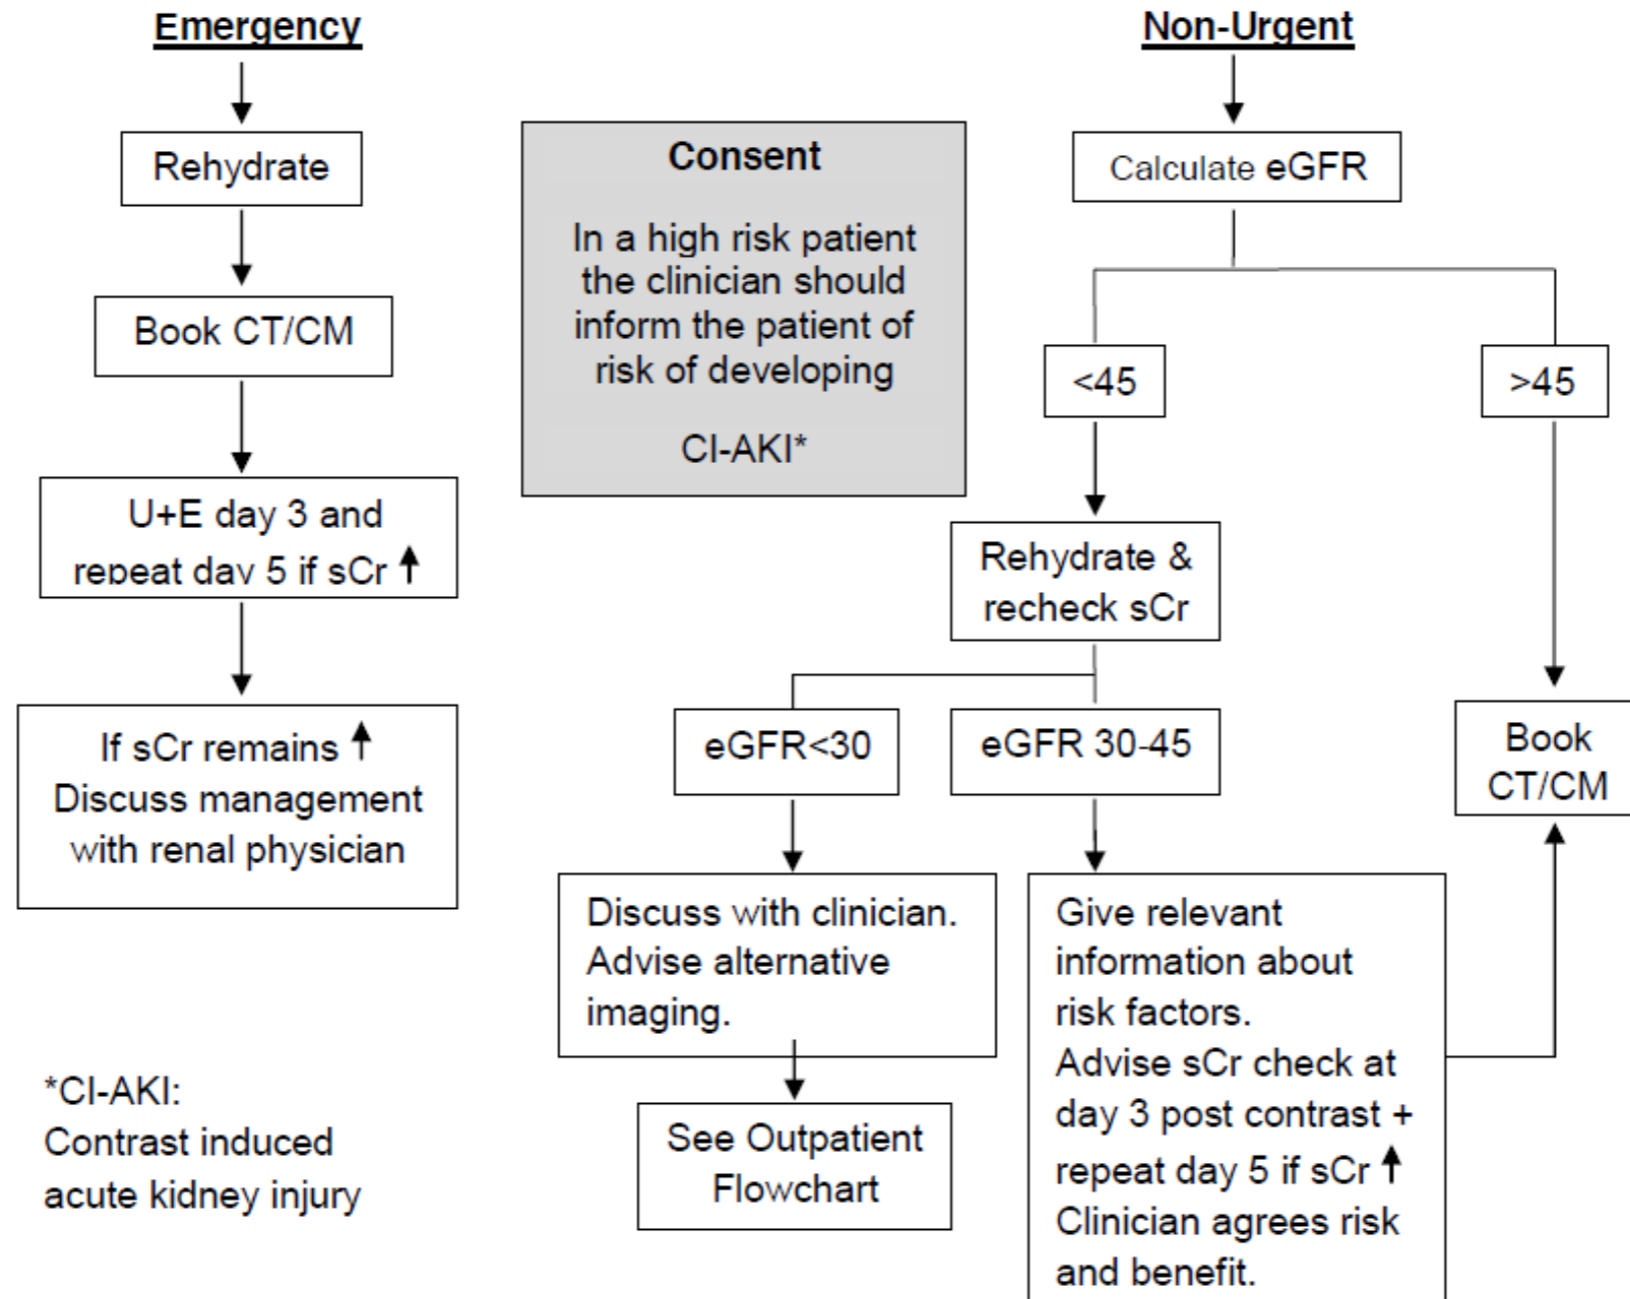 Emergency
Rehydrate
Book CT/CM
U+E day 3 and
repeat day 5 if sCr ↑
If sCr remains ↑
Discuss management
with renal physician
*CI-AKI:
Contrast induced
acute kidney injury
Consent
In a high risk patient
the clinician should
inform the patient of
risk of developing
CI-AKI*
Non-Urgent
Calculate eGFR
<45
>45
Rehydrate &
recheck sCr
eGFR<30
eGFR 30-45
Book
CT/CM
Discuss with clinician.
Advise alternative
imaging.
See Outpatient
Flowchart
Give relevant
information about
risk factors.
Advise sCr check at
day 3 post contrast +
repeat day 5 if sCr ↑
Clinician agrees risk
and benefit.